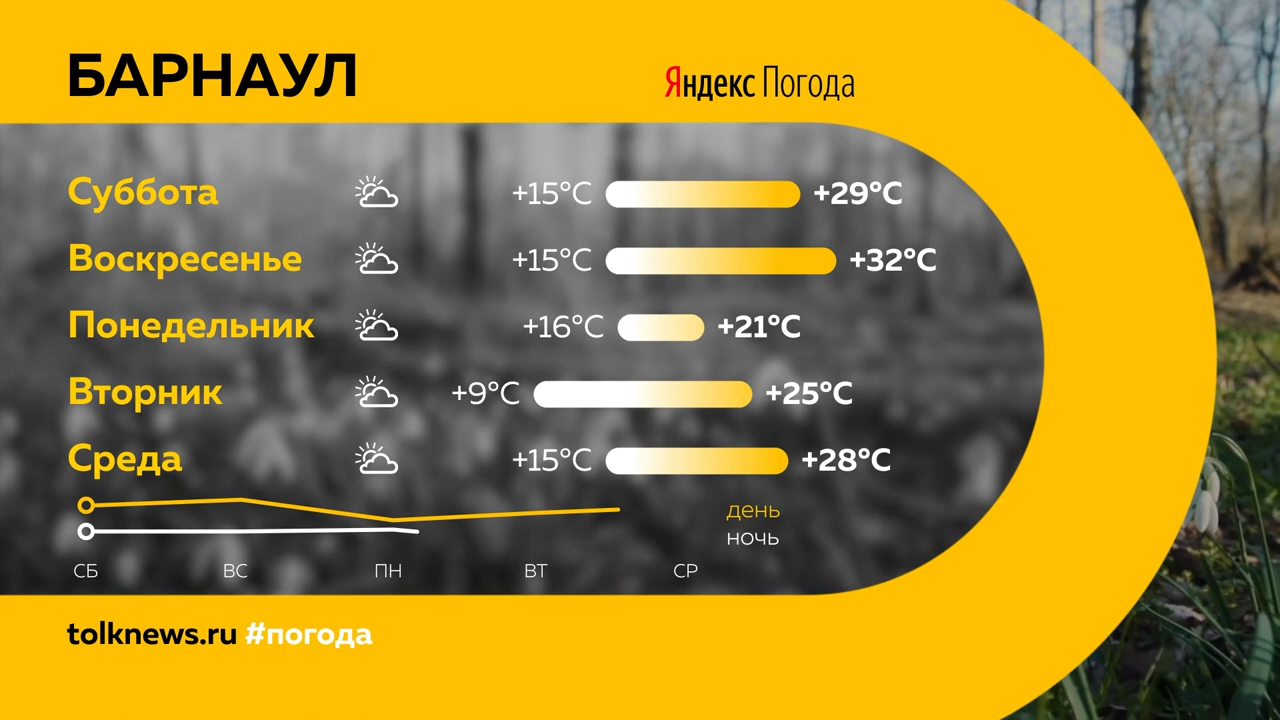 БАРНАУЛ
Яндекс Погода
Суббота +15°C +29°C
Воскресенье +15°C +32°C
Понедельник +16°C +21°C
Вторник +9°C +25°C
Среда +15°C +28°C
день
ночь
СБ ВС ПН ВТ СР
tolknews.ru #погода